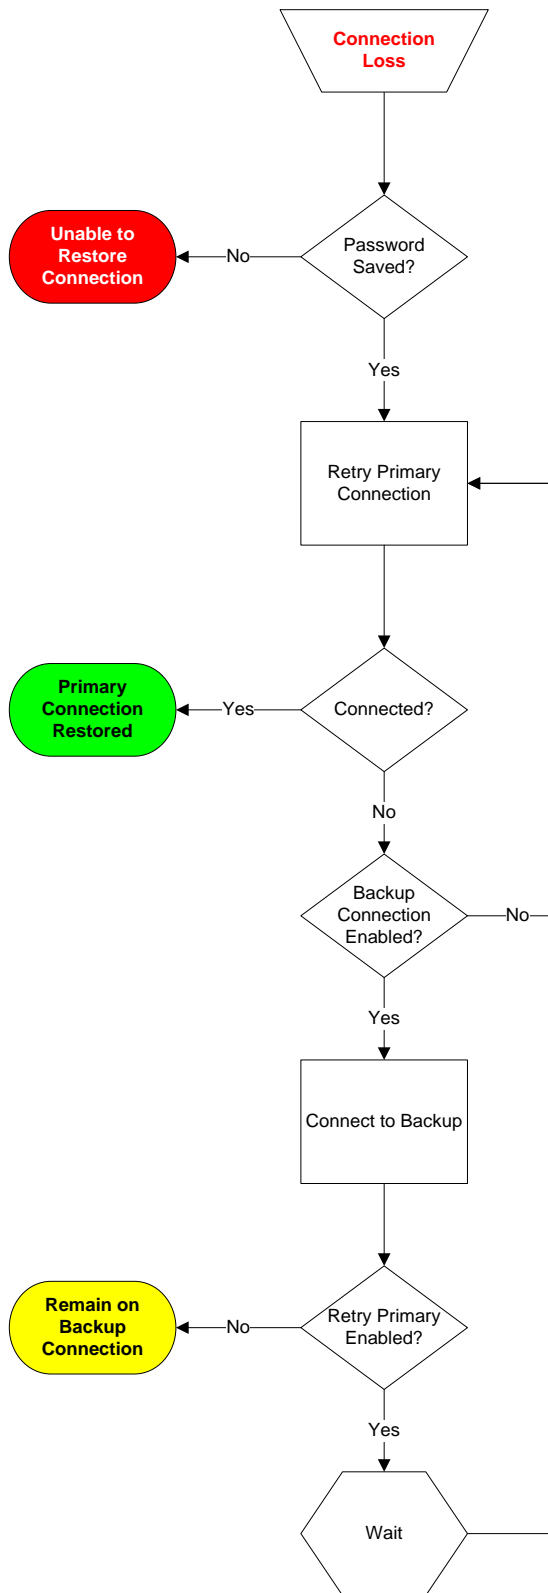 Connection
Loss
Unable to
Restore
Connection
No
Password
Saved?
Yes
Retry Primary
Connection
Primary
Connection
Restored
Yes
Connected?
No
Backup
Connection
Enabled?
No
Yes
Connect to Backup
Remain on
Backup
Connection
No
Retry Primary
Enabled?
Yes
Wait